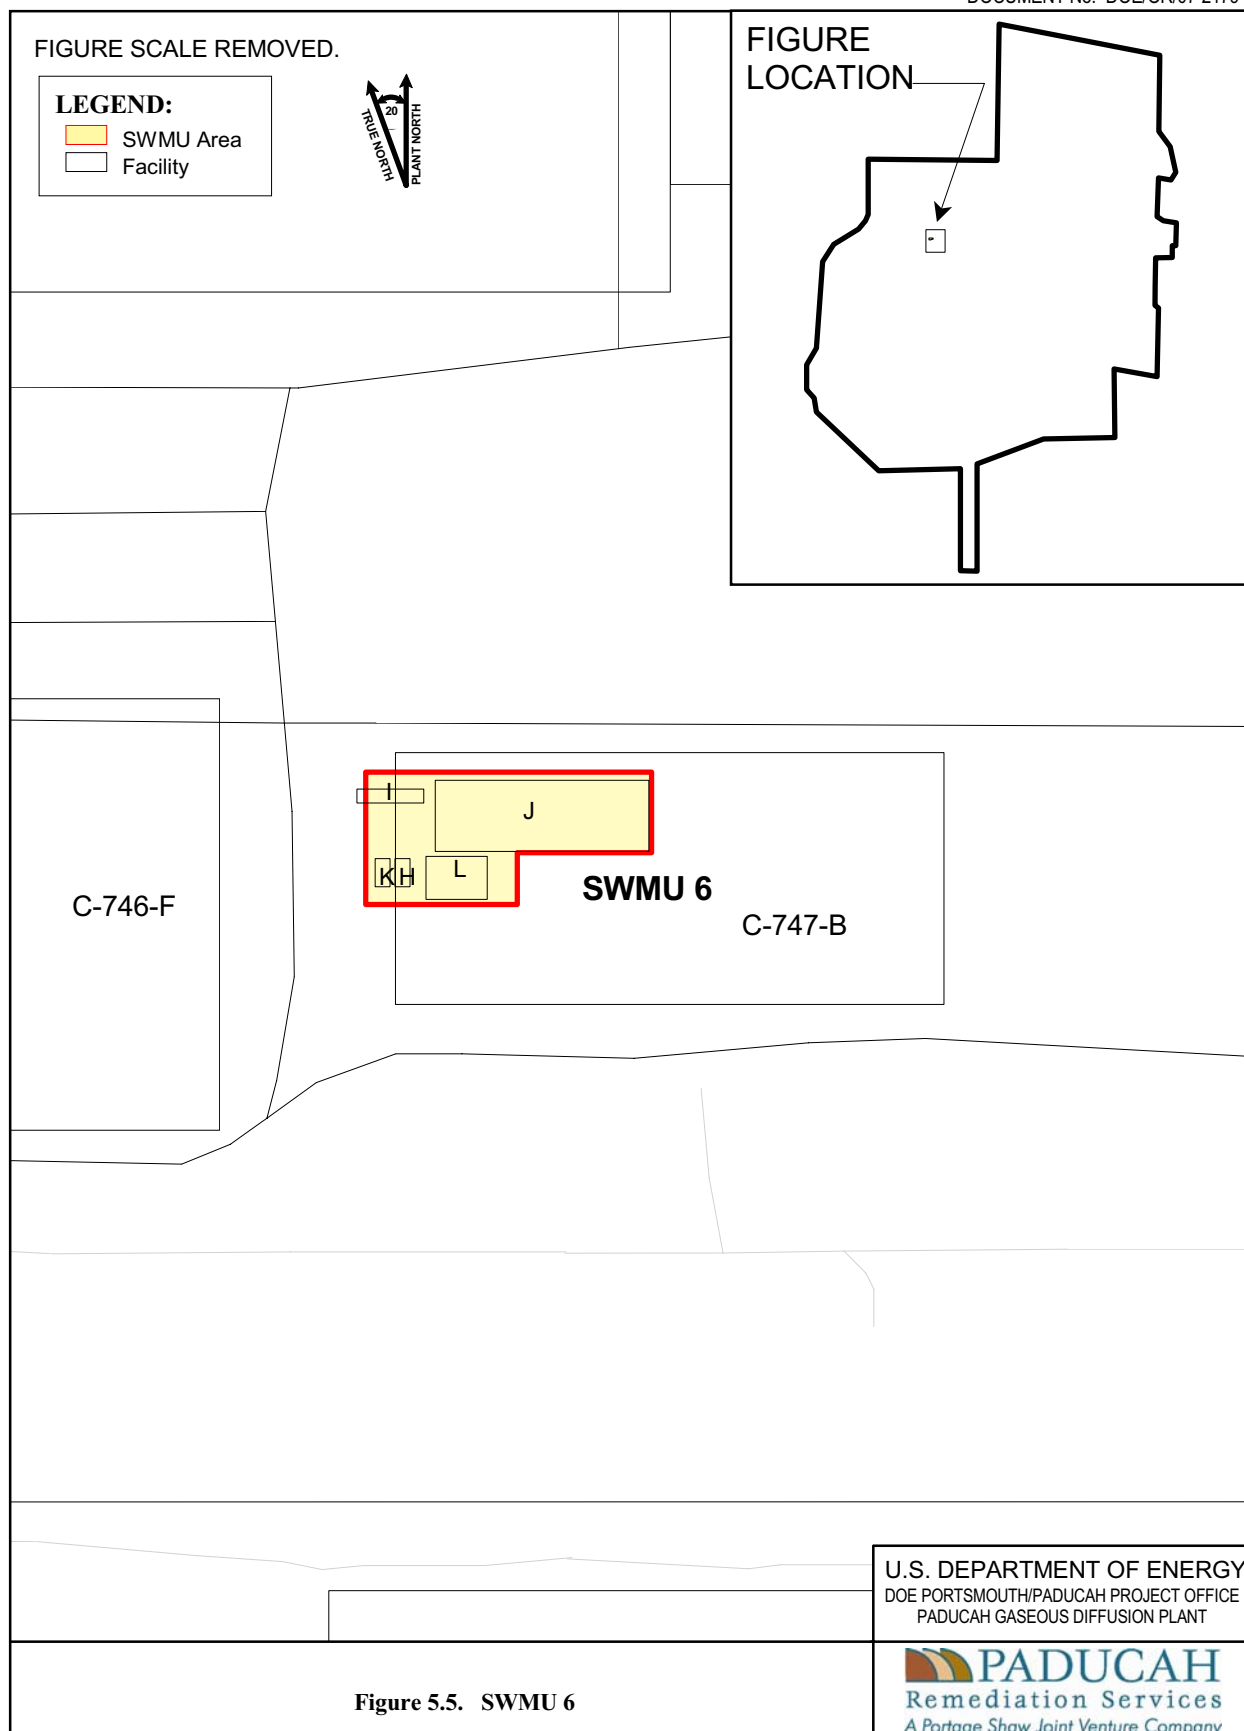 FIGURE SCALE REMOVED.
LEGEND:
SWMU Area
Facility
20
TRUE NORTH
PLANT NORTH
FIGURE
LOCATION
I
J
K H
L
SWMU 6
C-747-B
C-746-F
U.S. DEPARTMENT OF ENERGY
DOE PORTSMOUTH/PADUCAH PROJECT OFFICE
PADUCAH GASEOUS DIFFUSION PLANT
Figure 5.5. SWMU 6
PADUCAH
Remediation Services
A Portage Shaw Joint Venture Company